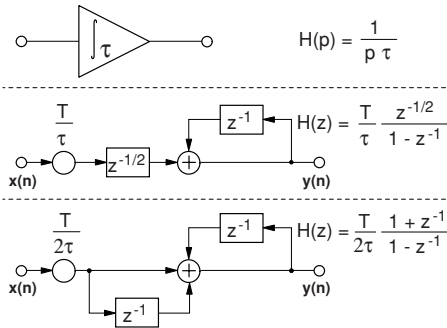 ∫ τ
H(p) = 1 / (p τ)
T/τ
z^{-1}
H(z) = T/τ z^{-1/2} / (1 - z^{-1})
z^{-1/2}
+
x(n)
y(n)
T/2τ
z^{-1}
H(z) = T/2τ (1 + z^{-1}) / (1 - z^{-1})
+
x(n)
z^{-1}
y(n)